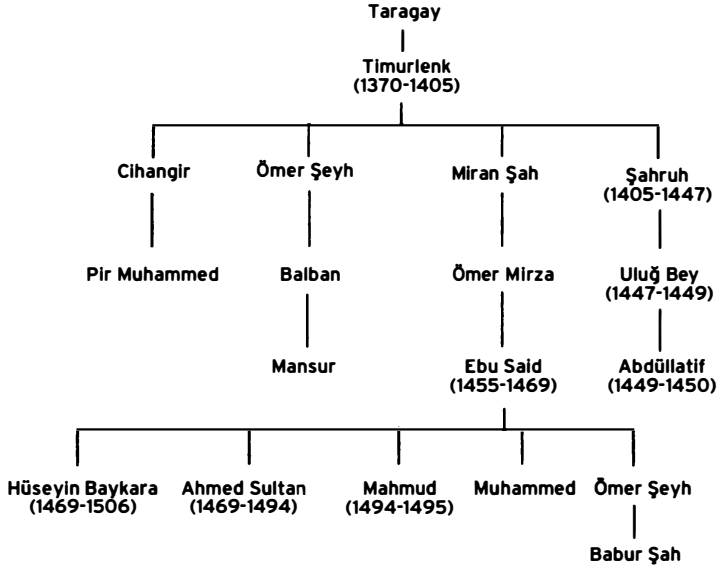 Taragay
Timurlenk
(1370-1405)
Cihangir
Ömer Şeyh
Miran Şah
Şahruh
(1405-1447)
Pir Muhammed
Balban
Ömer Mirza
Uluğ Bey
(1447-1449)
Mansur
Ebu Said
(1455-1469)
Abdüllatif
(1449-1450)
Hüseyin Baykara
(1469-1506)
Ahmed Sultan
(1469-1494)
Mahmud
(1494-1495)
Muhammed
Ömer Şeyh
Babur Şah